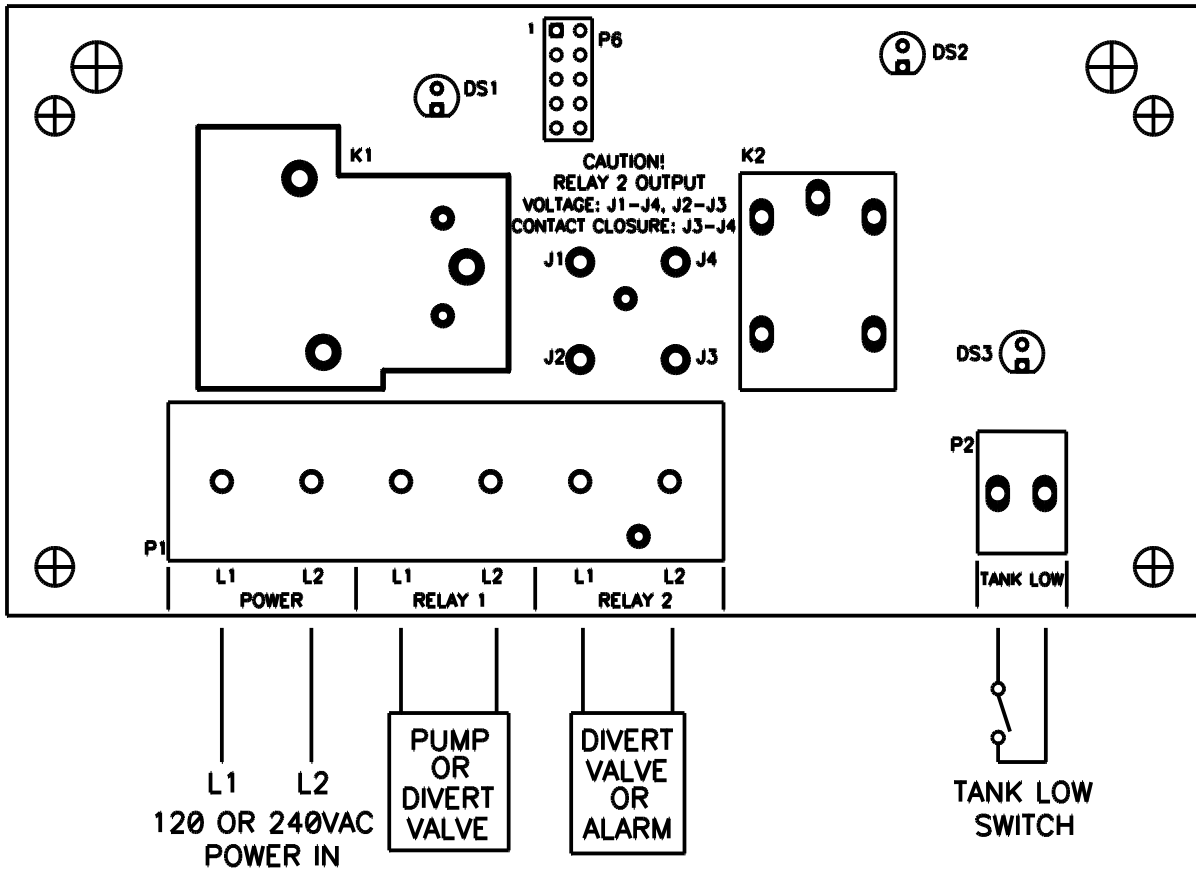 1
P6
DS1
DS2
K1
CAUTION!
RELAY 2 OUTPUT
VOLTAGE: J1-J4, J2-J3
CONTACT CLOSURE: J3-J4
K2
J1
J4
J2
J3
DS3
P2
P1
L1 L2 L1 L2 L1 L2
POWER RELAY 1 RELAY 2
TANK LOW
L1 L2
120 OR 240VAC
POWER IN
PUMP
OR
DIVERT
VALVE
DIVERT
VALVE
OR
ALARM
TANK LOW
SWITCH